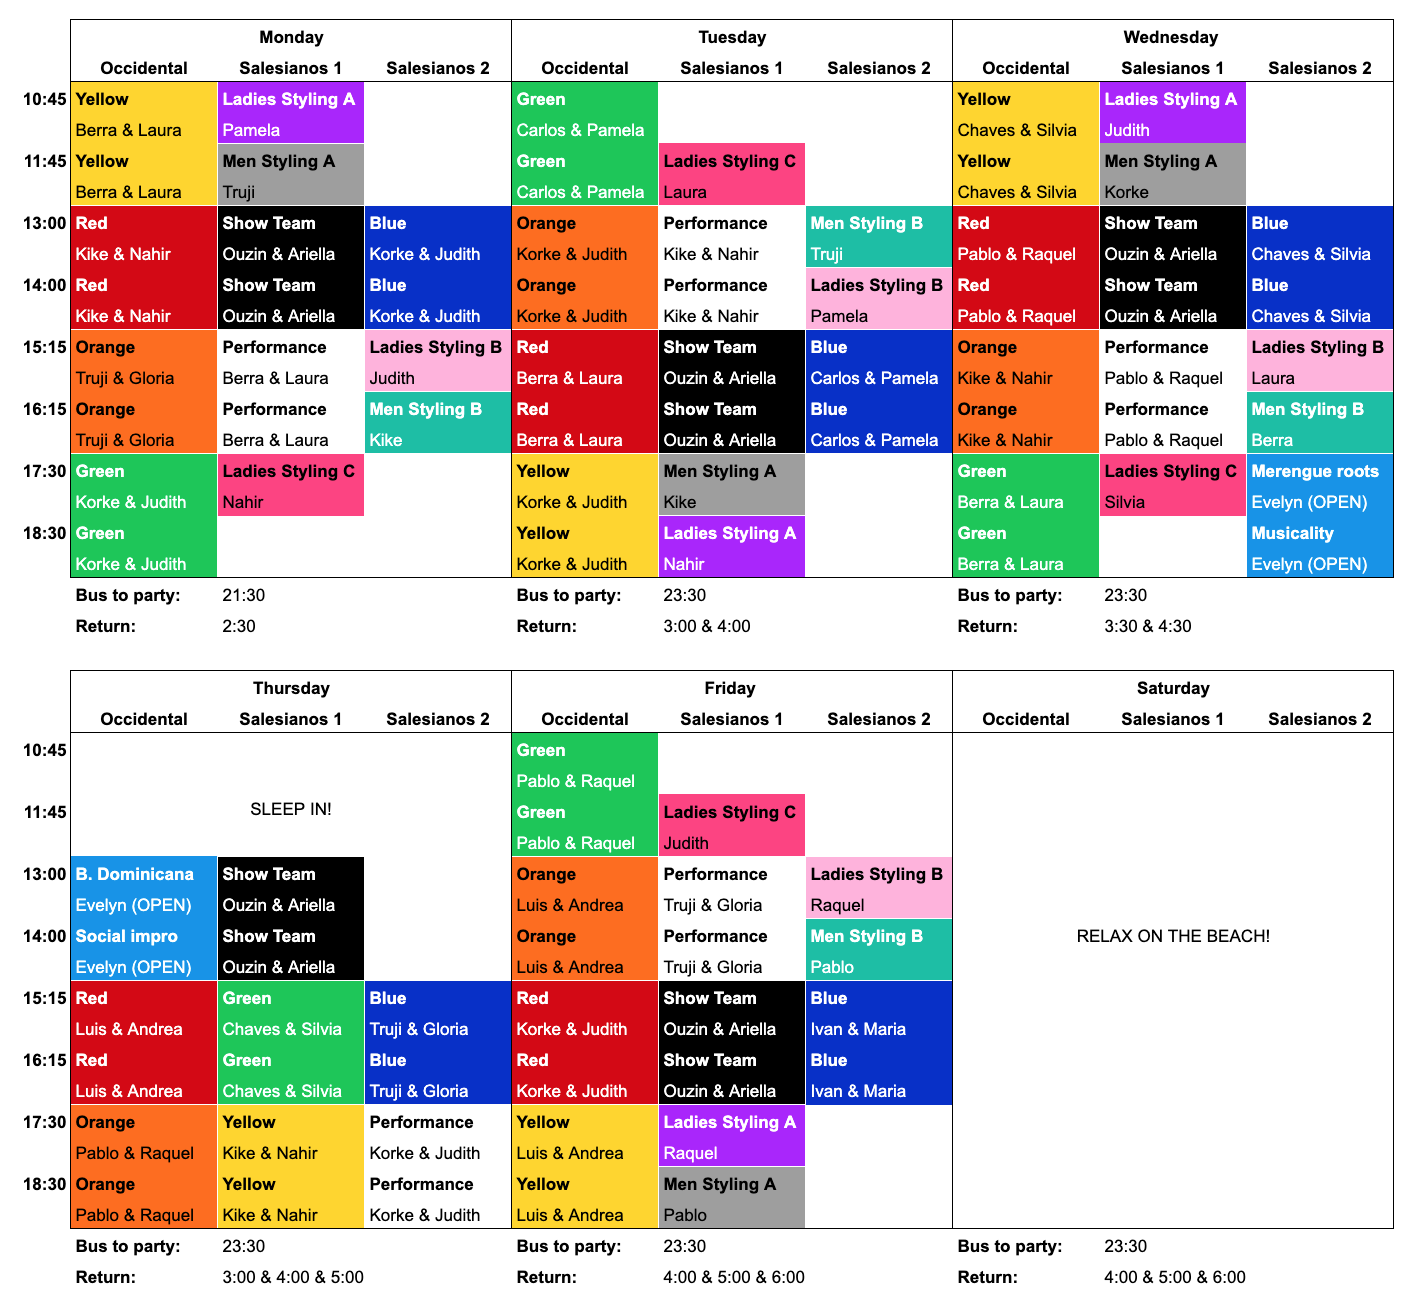 Monday Tuesday Wednesday
Occidental Salesianos 1 Salesianos 2 Occidental Salesianos 1 Salesianos 2 Occidental Salesianos 1 Salesianos 2
10:45 Yellow Ladies Styling A Green Yellow Ladies Styling A
Berra & Laura Pamela Carlos & Pamela Chaves & Silvia Judith
11:45 Yellow Men Styling A Green Ladies Styling C Yellow Men Styling A
Berra & Laura Truji Carlos & Pamela Laura Chaves & Silvia Korke
13:00 Red Show Team Blue Orange Performance Men Styling B Red Show Team Blue
Kike & Nahir Ouzin & Ariella Korke & Judith Korke & Judith Kike & Nahir Truji Pablo & Raquel Ouzin & Ariella Chaves & Silvia
14:00 Red Show Team Blue Orange Performance Ladies Styling B Red Show Team Blue
Kike & Nahir Ouzin & Ariella Korke & Judith Korke & Judith Kike & Nahir Pamela Pablo & Raquel Ouzin & Ariella Chaves & Silvia
15:15 Orange Performance Ladies Styling B Red Show Team Blue Orange Performance Ladies Styling B
Truji & Gloria Berra & Laura Judith Berra & Laura Ouzin & Ariella Carlos & Pamela Kike & Nahir Pablo & Raquel Laura
16:15 Orange Performance Men Styling B Red Show Team Blue Orange Performance Men Styling B
Truji & Gloria Berra & Laura Kike Berra & Laura Ouzin & Ariella Carlos & Pamela Kike & Nahir Pablo & Raquel Berra
17:30 Green Ladies Styling C Yellow Men Styling A Green Ladies Styling C Merengue roots
Korke & Judith Nahir Korke & Judith Kike Berra & Laura Silvia Evelyn (OPEN)
18:30 Green Yellow Ladies Styling A Green Musicality
Korke & Judith Korke & Judith Nahir Berra & Laura Evelyn (OPEN)
Bus to party: 21:30 Bus to party: 23:30 Bus to party: 23:30
Return: 2:30 Return: 3:00 & 4:00 Return: 3:30 & 4:30
Thursday Friday Saturday
Occidental Salesianos 1 Salesianos 2 Occidental Salesianos 1 Salesianos 2 Occidental Salesianos 1 Salesianos 2
10:45 Green
Pablo & Raquel
11:45 SLEEP IN! Green Ladies Styling C
Pablo & Raquel Judith
13:00 B. Dominicana Show Team Orange Performance Ladies Styling B
Evelyn (OPEN) Ouzin & Ariella Luis & Andrea Truji & Gloria Raquel
14:00 Social impro Show Team Orange Performance Men Styling B RELAX ON THE BEACH!
Evelyn (OPEN) Ouzin & Ariella Luis & Andrea Truji & Gloria Pablo
15:15 Red Green Blue Red Show Team Blue
Luis & Andrea Chaves & Silvia Truji & Gloria Korke & Judith Ouzin & Ariella Ivan & Maria
16:15 Red Green Blue Red Show Team Blue
Luis & Andrea Chaves & Silvia Truji & Gloria Korke & Judith Ouzin & Ariella Ivan & Maria
17:30 Orange Yellow Performance Yellow Ladies Styling A
Pablo & Raquel Kike & Nahir Korke & Judith Luis & Andrea Raquel
18:30 Orange Yellow Performance Yellow Men Styling A
Pablo & Raquel Kike & Nahir Korke & Judith Luis & Andrea Pablo
Bus to party: 23:30 Bus to party: 23:30 Bus to party: 23:30
Return: 3:00 & 4:00 & 5:00 Return: 4:00 & 5:00 & 6:00 Return: 4:00 & 5:00 & 6:00